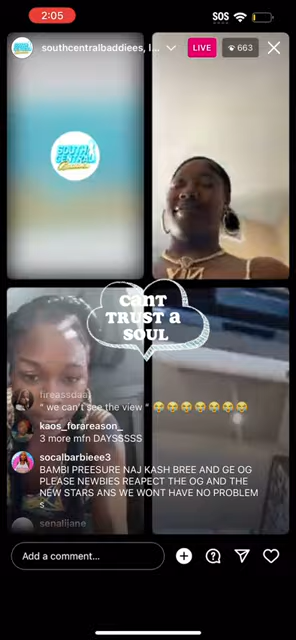 2:05
SOS
southcentralbaddiees, l...
LIVE
663
SOUTH
CENTRAL
Baddies
CANT
TRUST a
SOUL
fireassdaa
" we can't see the view " 😭😭😭😭😭😭😭
kaos_forareason_
3 more mfn DAYSSSSS
socalbarbieee3
BAMBI PREESURE NAJ KASH BREE AND GE OG
PLEASE NEWBIES REAPECT THE OG AND THE
NEW STARS ANS WE WONT HAVE NO PROBLEM
S
senalijane
Add a comment...